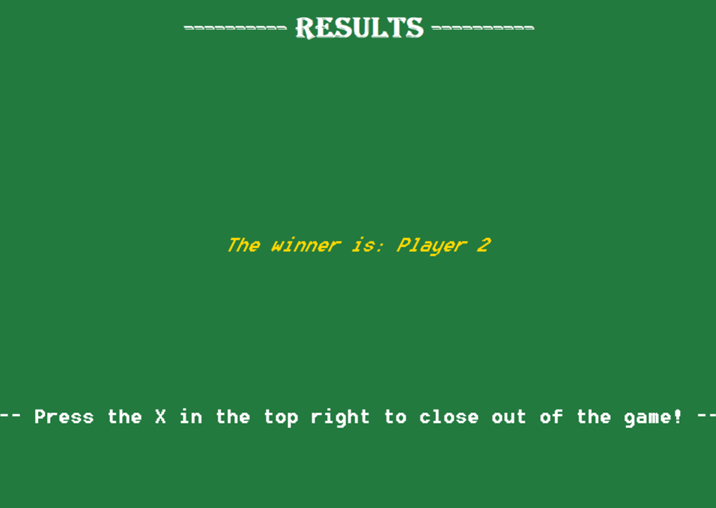 ---------- RESULTS ----------
The winner is: Player 2
-- Press the X in the top right to close out of the game! --